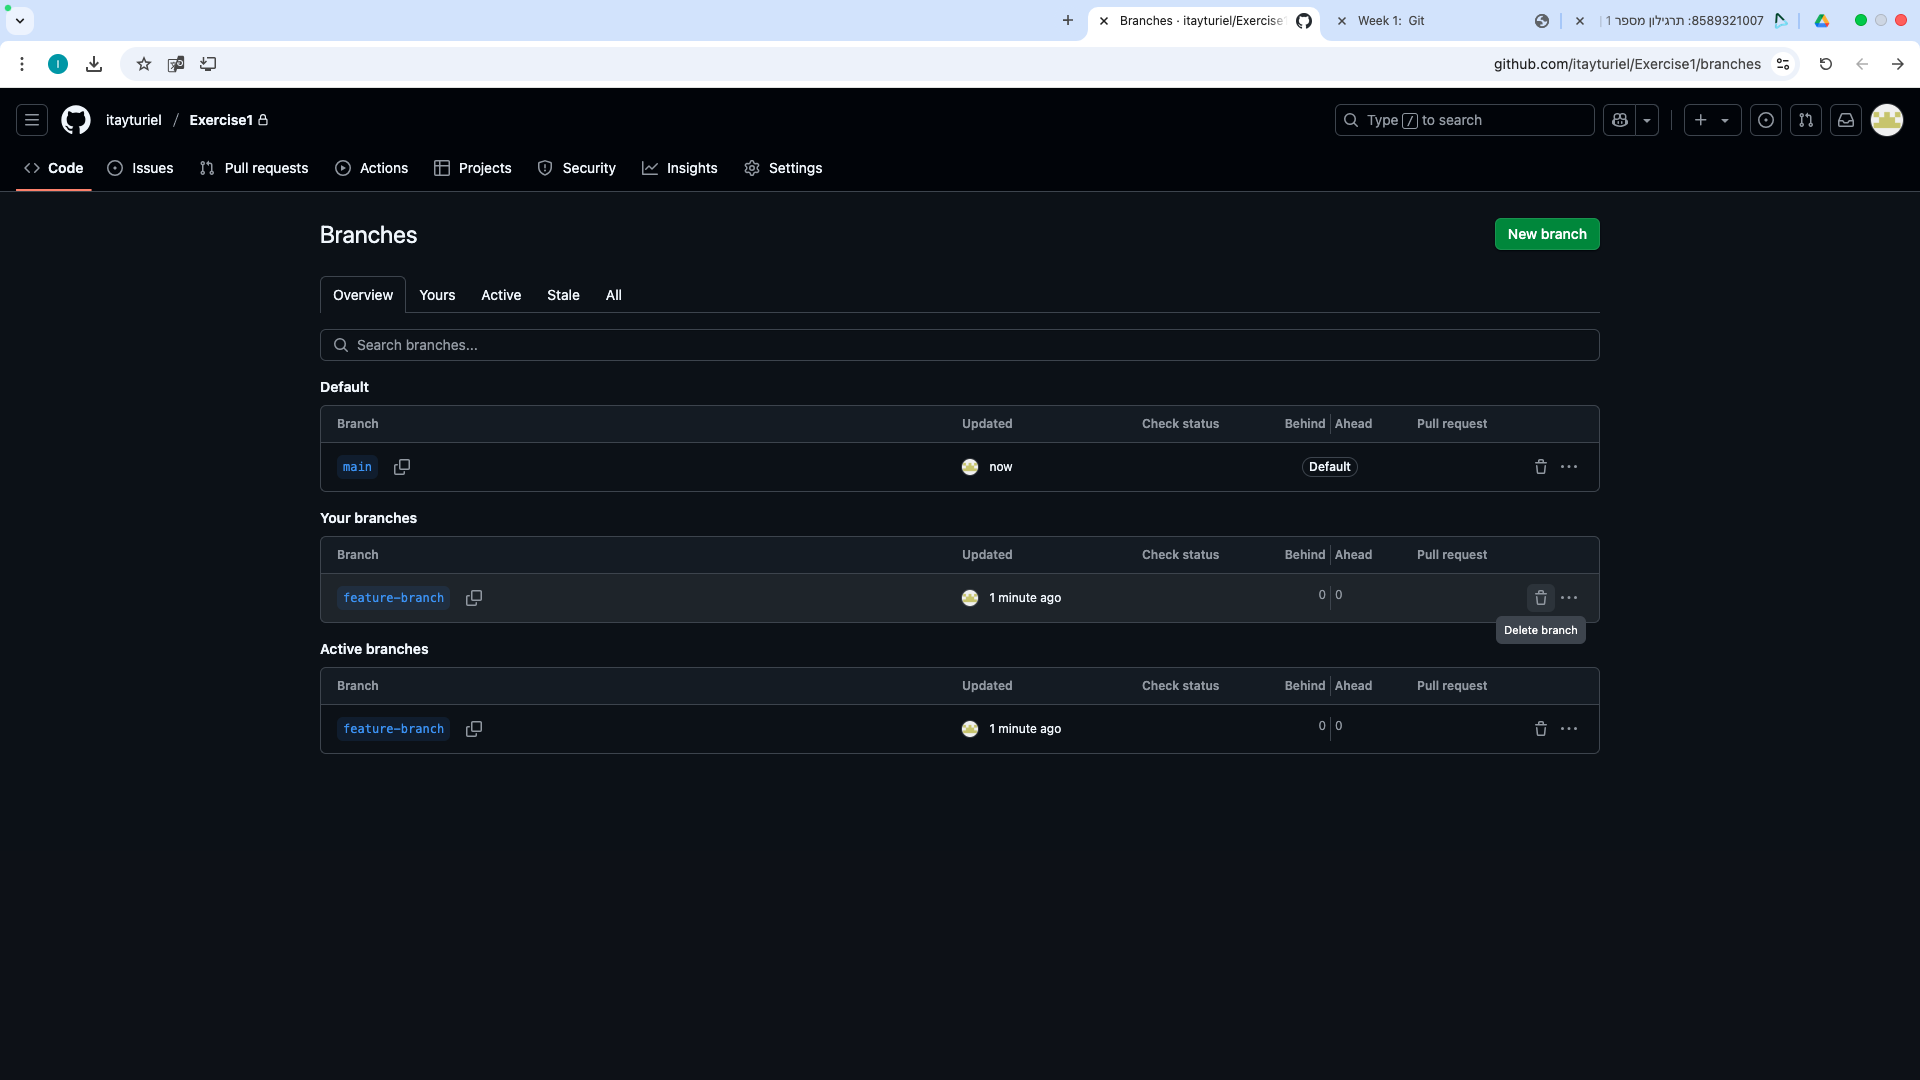 Branches · itayturiel/Exercise
Week 1: Git
8589321007: תרגילון מספר 1 |
I
github.com/itayturiel/Exercise1/branches
itayturiel / Exercise1
Type / to search
Code Issues Pull requests Actions Projects Security Insights Settings
Branches
New branch
Overview Yours Active Stale All
Search branches...
Default
Branch Updated Check status Behind Ahead Pull request
main now Default
Your branches
Branch Updated Check status Behind Ahead Pull request
feature-branch 1 minute ago 0 0
Delete branch
Active branches
Branch Updated Check status Behind Ahead Pull request
feature-branch 1 minute ago 0 0